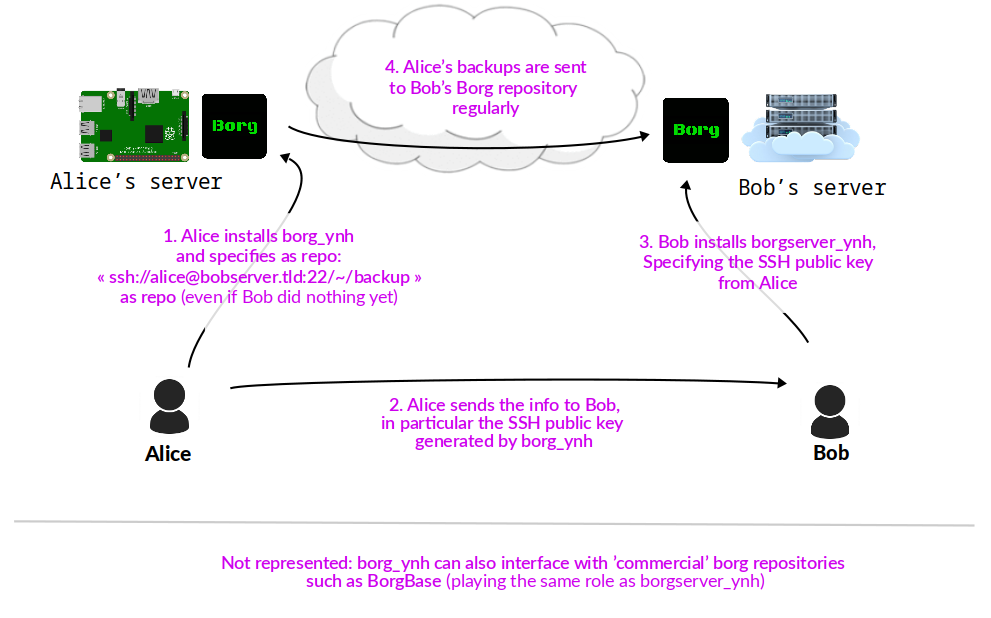 4. Alice's backups are sent
to Bob's Borg repository
regularly
Borg
Borg
Alice's server
Bob's server
1. Alice installs borg_ynh
and specifies as repo:
« ssh://alice@bobserver.tld:22/~/backup »
as repo (even if Bob did nothing yet)
3. Bob installs borgserver_ynh,
Specifying the SSH public key
from Alice
2. Alice sends the info to Bob,
in particular the SSH public key
generated by borg_ynh
Alice
Bob
Not represented: borg_ynh can also interface with 'commercial' borg repositories
such as BorgBase (playing the same role as borgserver_ynh)